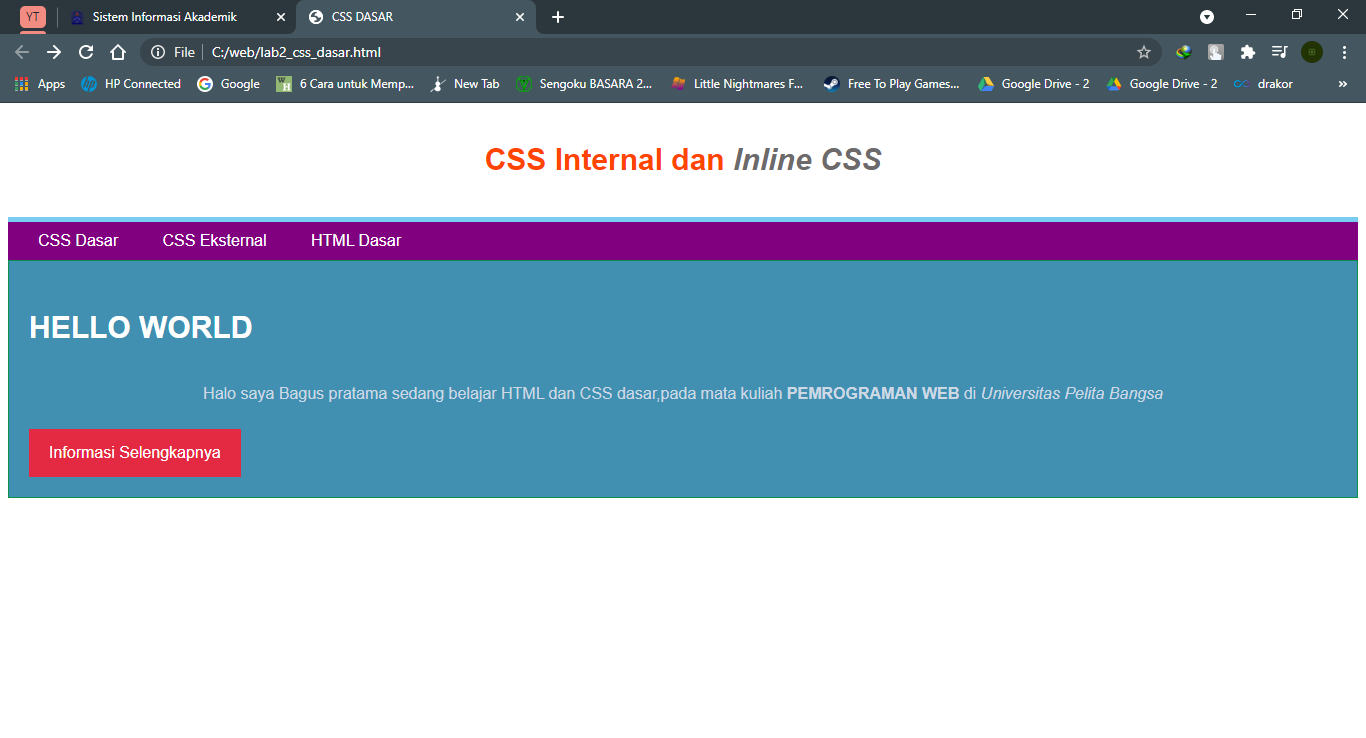 YT Sistem Informasi Akademik CSS DASAR
File C:/web/lab2_css_dasar.html
Apps HP Connected Google 6 Cara untuk Memp... New Tab Sengoku BASARA 2... Little Nightmares F... Free To Play Games... Google Drive - 2 Google Drive - 2 drakor »
CSS Internal dan Inline CSS
CSS Dasar CSS Eksternal HTML Dasar
HELLO WORLD
Halo saya Bagus pratama sedang belajar HTML dan CSS dasar,pada mata kuliah PEMROGRAMAN WEB di Universitas Pelita Bangsa
Informasi Selengkapnya